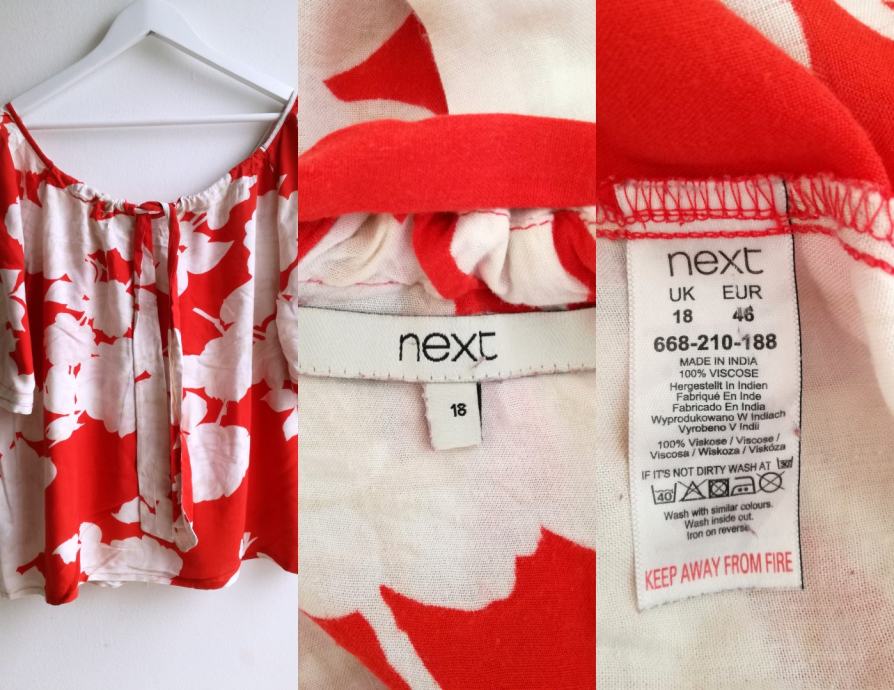 next
18
next
UK EUR
18 46
668-210-188
MADE IN INDIA
100% VISCOSE
Hergestellt In Indien
Fabriqué En Inde
Fabricado En India
Wyprodukowano W Indiach
Vyrobeno V Indii
100% Viskose / Viscose /
Viscosa / Wiskoza / Viskóza
IF IT'S NOT DIRTY WASH AT 30
40
Wash with similar colours.
Wash inside out.
Iron on reverse.
KEEP AWAY FROM FIRE